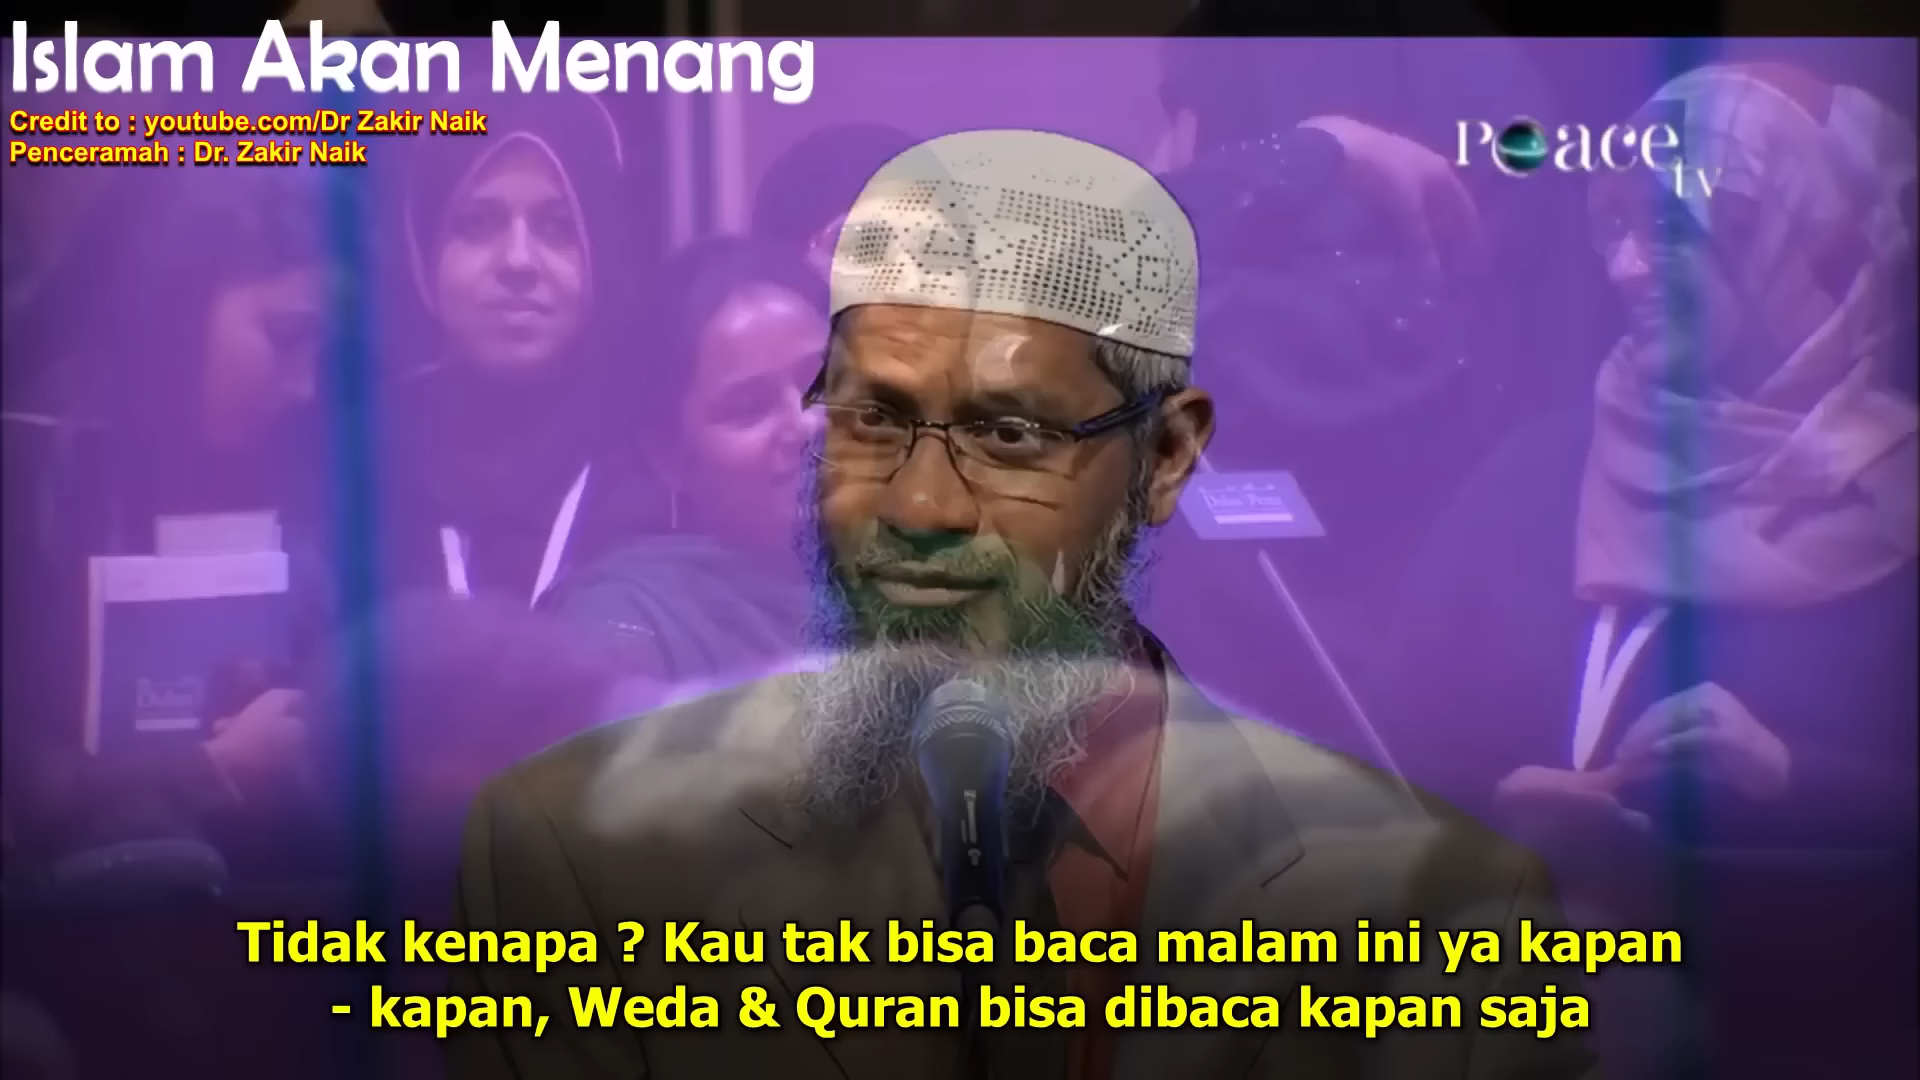 Islam Akan Menang
Credit to : youtube.com/Dr Zakir Naik
Penceramah : Dr. Zakir Naik
Peace
tv
Tidak kenapa ? Kau tak bisa baca malam ini ya kapan
- kapan, Weda & Quran bisa dibaca kapan saja